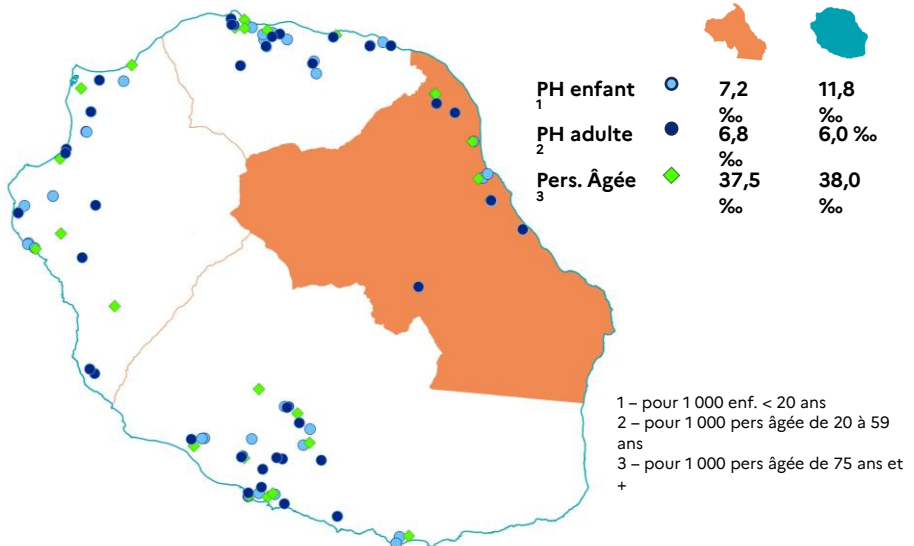 PH enfant 7,2 11,8
1 ‰ ‰
PH adulte 6,8 6,0 ‰
2 ‰
Pers. Âgée 37,5 38,0
3 ‰ ‰
1 – pour 1 000 enf. < 20 ans
2 – pour 1 000 pers âgée de 20 à 59
ans
3 – pour 1 000 pers âgée de 75 ans et
+